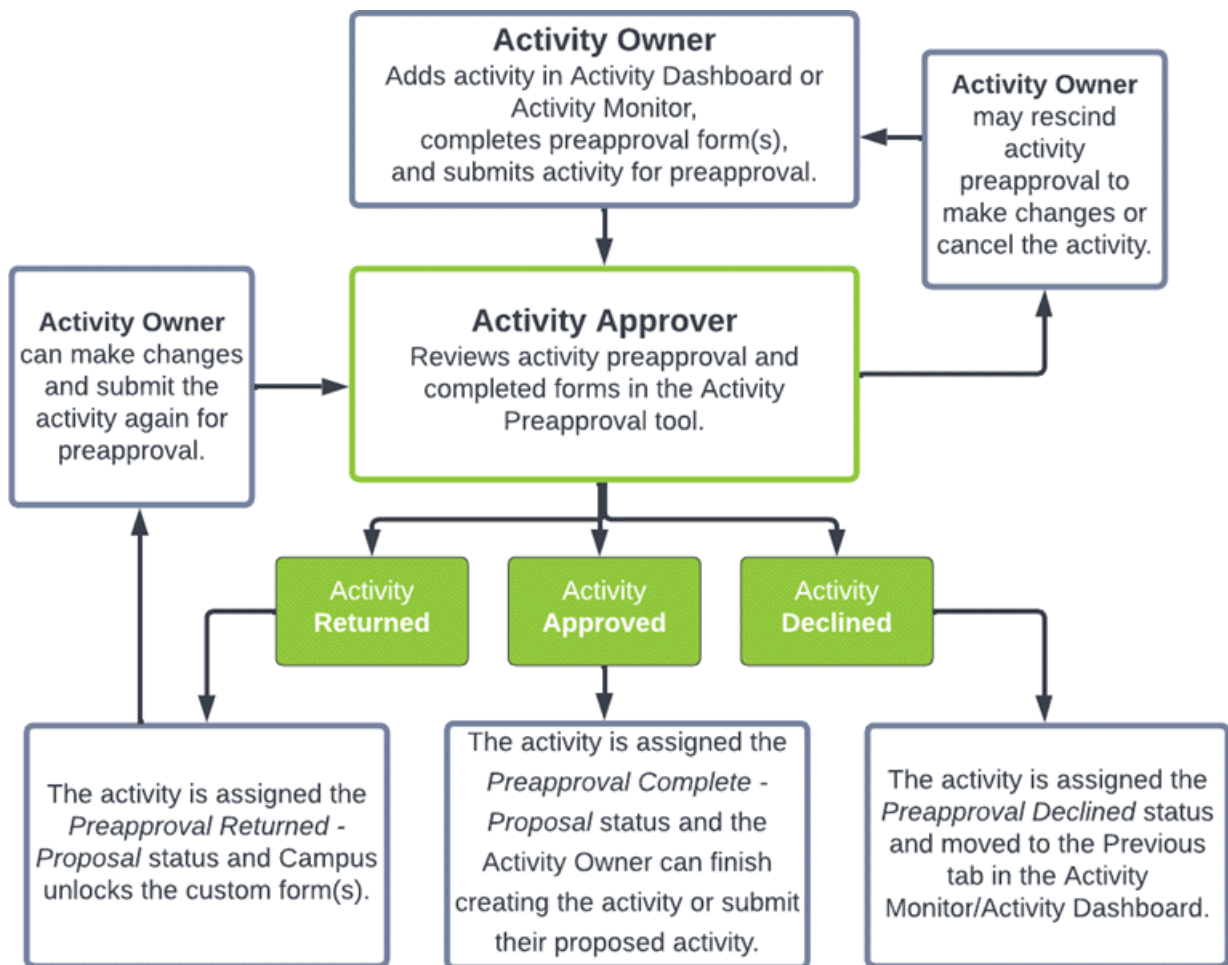 Activity Owner
Adds activity in Activity Dashboard or
Activity Monitor,
completes preapproval form(s),
and submits activity for preapproval.
Activity Owner
may rescind
activity
preapproval to
make changes or
cancel the activity.
Activity Owner
can make changes
and submit the
activity again for
preapproval.
Activity Approver
Reviews activity preapproval and
completed forms in the Activity
Preapproval tool.
Activity
Returned
Activity
Approved
Activity
Declined
The activity is assigned the
Preapproval Returned -
Proposal status and Campus
unlocks the custom form(s).
The activity is assigned the
Preapproval Complete -
Proposal status and the
Activity Owner can finish
creating the activity or submit
their proposed activity.
The activity is assigned the
Preapproval Declined status
and moved to the Previous
tab in the Activity
Monitor/Activity Dashboard.